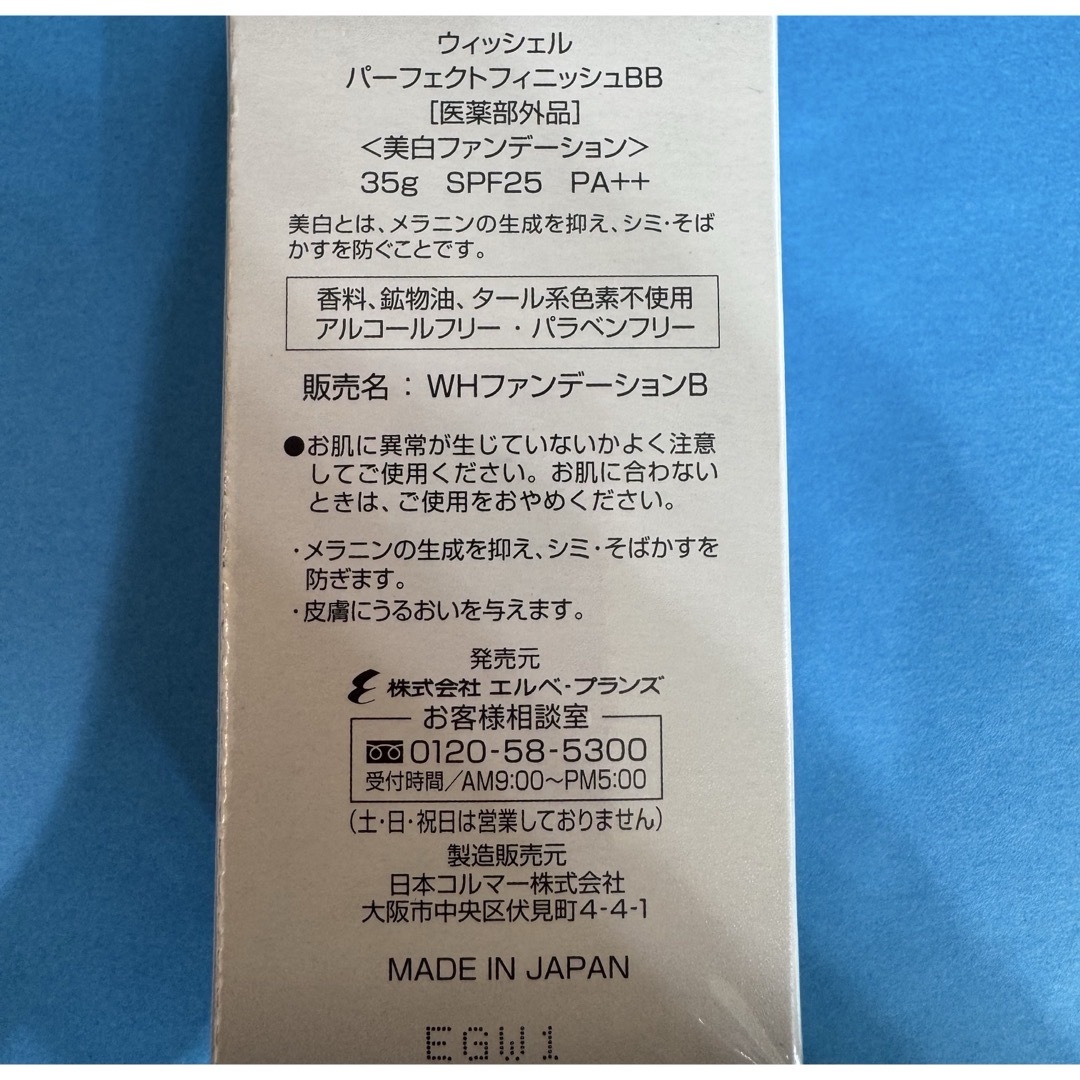 ウィッシェル
パーフェクトフィニッシュBB
[医薬部外品]
<美白ファンデーション>
35g SPF25 PA++
美白とは、メラニンの生成を抑え、シミ・そば
かすを防ぐことです。
香料、鉱物油、タール系色素不使用
アルコールフリー・パラベンフリー
販売名:WHファンデーションB
●お肌に異常が生じていないかよく注意
してご使用ください。お肌に合わない
ときは、ご使用をおやめください。
・メラニンの生成を抑え、シミ・そばかすを
防ぎます。
・皮膚にうるおいを与えます。
発売元
株式会社 エルベ-プランズ
お客様相談室
0120-58-5300
受付時間/AM9:00〜PM5:00
(土・日・祝日は営業しておりません)
製造販売元
日本コルマー株式会社
大阪市中央区伏見町4-4-1
MADE IN JAPAN
EGW1